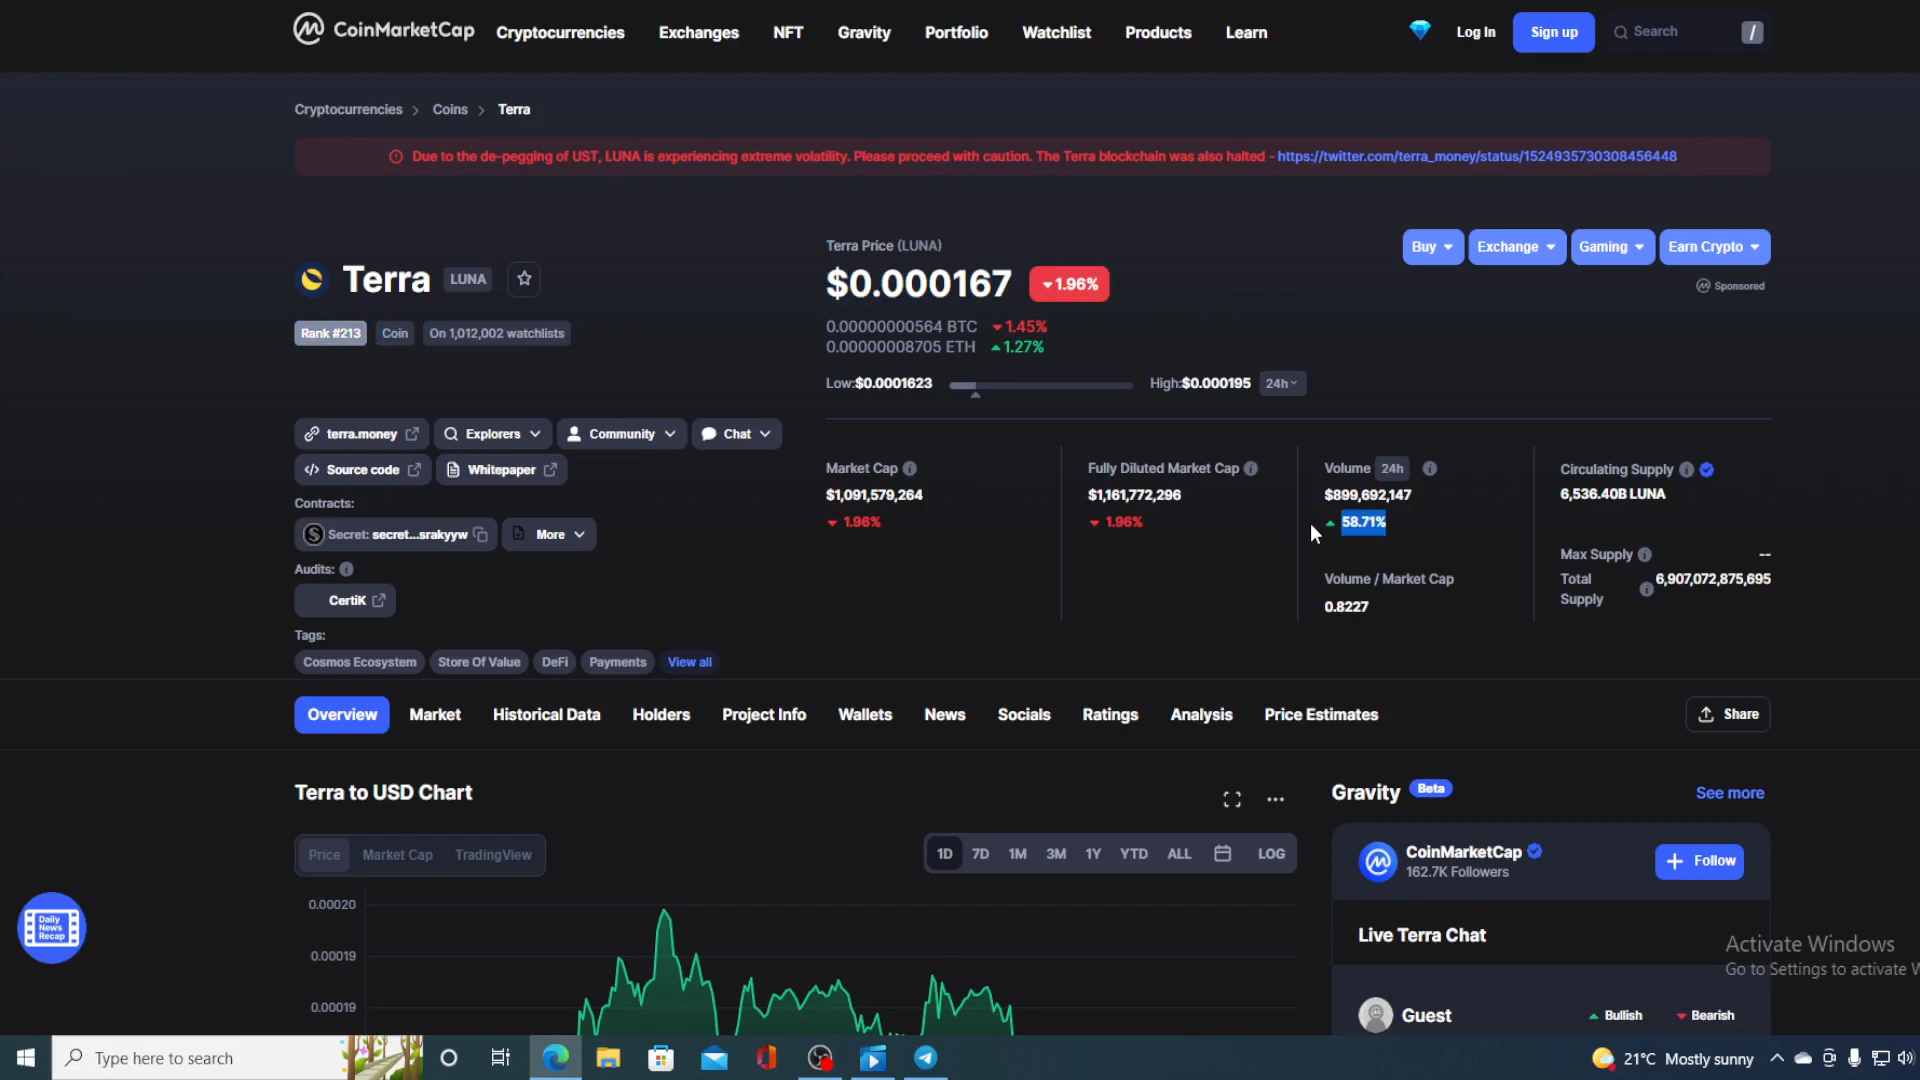 CoinMarketCap Cryptocurrencies Exchanges NFT Gravity Portfolio Watchlist Products Learn Log In Sign up Search /
Cryptocurrencies > Coins > Terra
Due to the de-pegging of UST, LUNA is experiencing extreme volatility. Please proceed with caution. The Terra blockchain was also halted - https://twitter.com/terra_money/status/1524935730308456448
Terra LUNA
Rank #213 Coin On 1,012,002 watchlists
terra.money Explorers Community Chat
Source code Whitepaper
Contracts:
Secret: secret...srakyyw More
Audits:
CertiK
Tags:
Cosmos Ecosystem Store Of Value DeFi Payments View all
Terra Price (LUNA)
$0.000167 1.96%
0.00000000564 BTC 1.45%
0.00000008705 ETH 1.27%
Low:$0.0001623 High:$0.000195 24h
Buy Exchange Gaming Earn Crypto
Sponsored
Market Cap
$1,091,579,264
1.96%
Fully Diluted Market Cap
$1,161,772,296
1.96%
Volume 24h
$899,692,147
58.71%
Volume / Market Cap
0.8227
Circulating Supply
6,536.40B LUNA
Max Supply --
Total Supply 6,907,072,875,695
Overview Market Historical Data Holders Project Info Wallets News Socials Ratings Analysis Price Estimates Share
Terra to USD Chart
Price Market Cap TradingView 1D 7D 1M 3M 1Y YTD ALL LOG
0.00020
0.00019
0.00019
Daily
News
Recap
Gravity Beta See more
CoinMarketCap
162.7K Followers
Follow
Live Terra Chat
Guest Bullish Bearish
Activate Windows
Go to Settings to activate W
Type here to search 21°C Mostly sunny